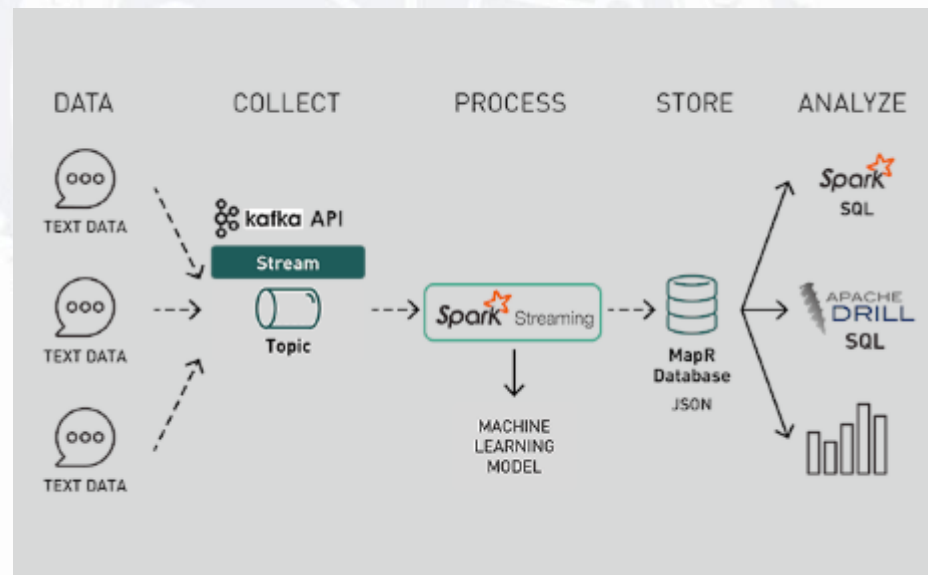 DATA
COLLECT
PROCESS
STORE
ANALYZE
TEXT DATA
TEXT DATA
TEXT DATA
kafka API
Stream
Topic
Spark Streaming
MACHINE
LEARNING
MODEL
MapR
Database
JSON
Spark
SQL
APACHE
DRILL
SQL